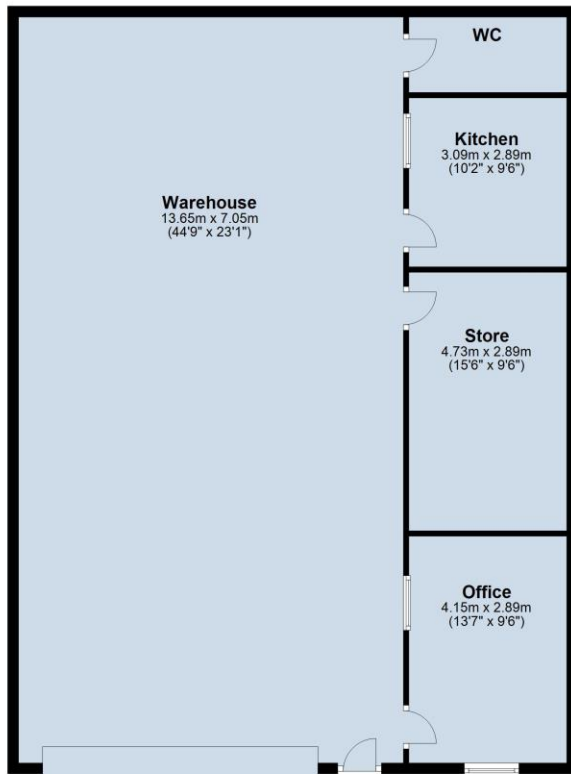 WC
Kitchen
3.09m x 2.89m
(10'2" x 9'6")
Warehouse
13.65m x 7.05m
(44'9" x 23'1")
Store
4.73m x 2.89m
(15'6" x 9'6")
Office
4.15m x 2.89m
(13'7" x 9'6")